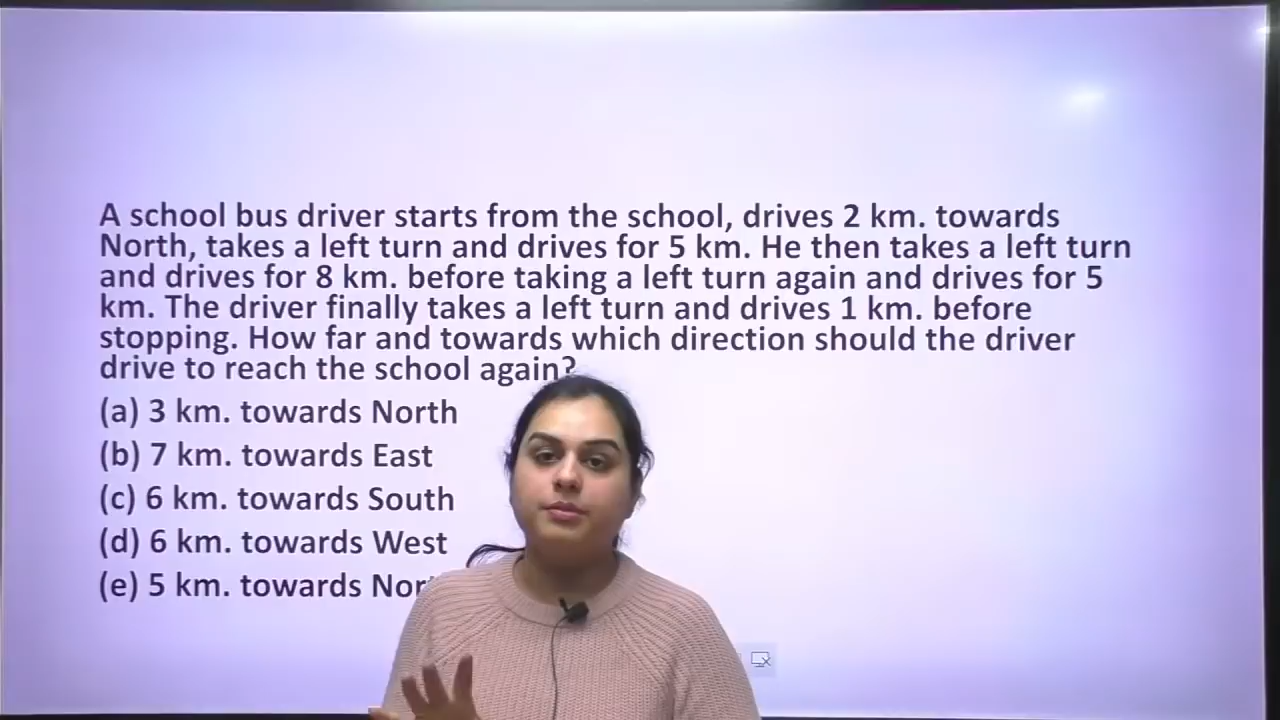 A school bus driver starts from the school, drives 2 km. towards
North, takes a left turn and drives for 5 km. He then takes a left turn
and drives for 8 km. before taking a left turn again and drives for 5
km. The driver finally takes a left turn and drives 1 km. before
stopping. How far and towards which direction should the driver
drive to reach the school again?
(a) 3 km. towards North
(b) 7 km. towards East
(c) 6 km. towards South
(d) 6 km. towards West
(e) 5 km. towards